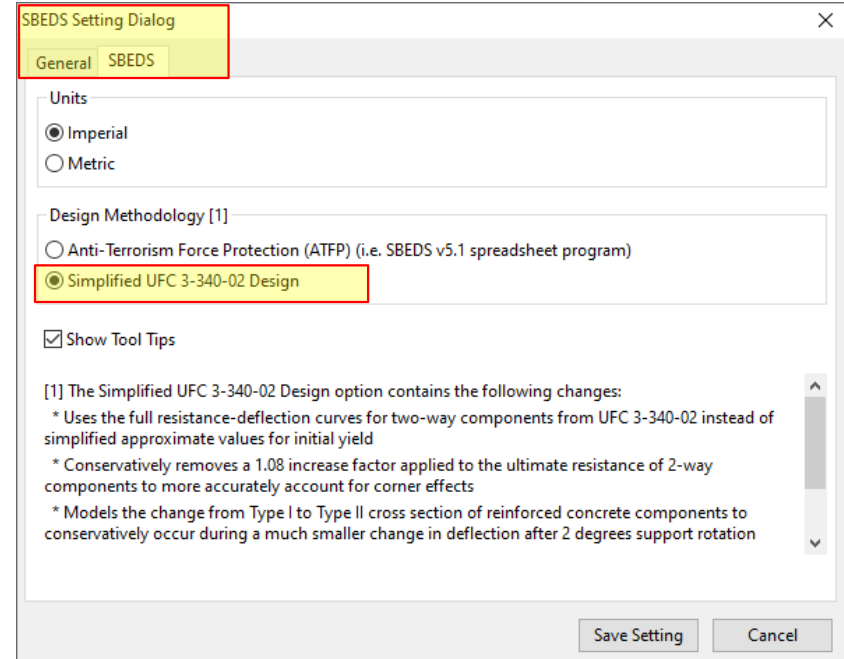 SBEDS Setting Dialog
General SBEDS
Units
Imperial
Metric
Design Methodology [1]
Anti-Terrorism Force Protection (ATFP) (i.e. SBEDS v5.1 spreadsheet program)
Simplified UFC 3-340-02 Design
Show Tool Tips
[1] The Simplified UFC 3-340-02 Design option contains the following changes:
* Uses the full resistance-deflection curves for two-way components from UFC 3-340-02 instead of
simplified approximate values for initial yield
* Conservatively removes a 1.08 increase factor applied to the ultimate resistance of 2-way
components to more accurately account for corner effects
* Models the change from Type I to Type II cross section of reinforced concrete components to
conservatively occur during a much smaller change in deflection after 2 degrees support rotation
Save Setting Cancel